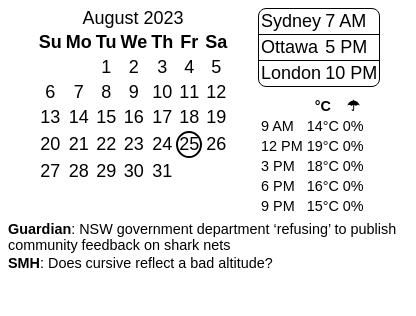 August 2023
Su Mo Tu We Th Fr Sa
1 2 3 4 5
6 7 8 9 10 11 12
13 14 15 16 17 18 19
20 21 22 23 24 25 26
27 28 29 30 31
Sydney 7 AM
Ottawa 5 PM
London 10 PM
°C ☂
9 AM 14°C 0%
12 PM 19°C 0%
3 PM 18°C 0%
6 PM 16°C 0%
9 PM 15°C 0%
Guardian: NSW government department ‘refusing’ to publish
community feedback on shark nets
SMH: Does cursive reflect a bad altitude?